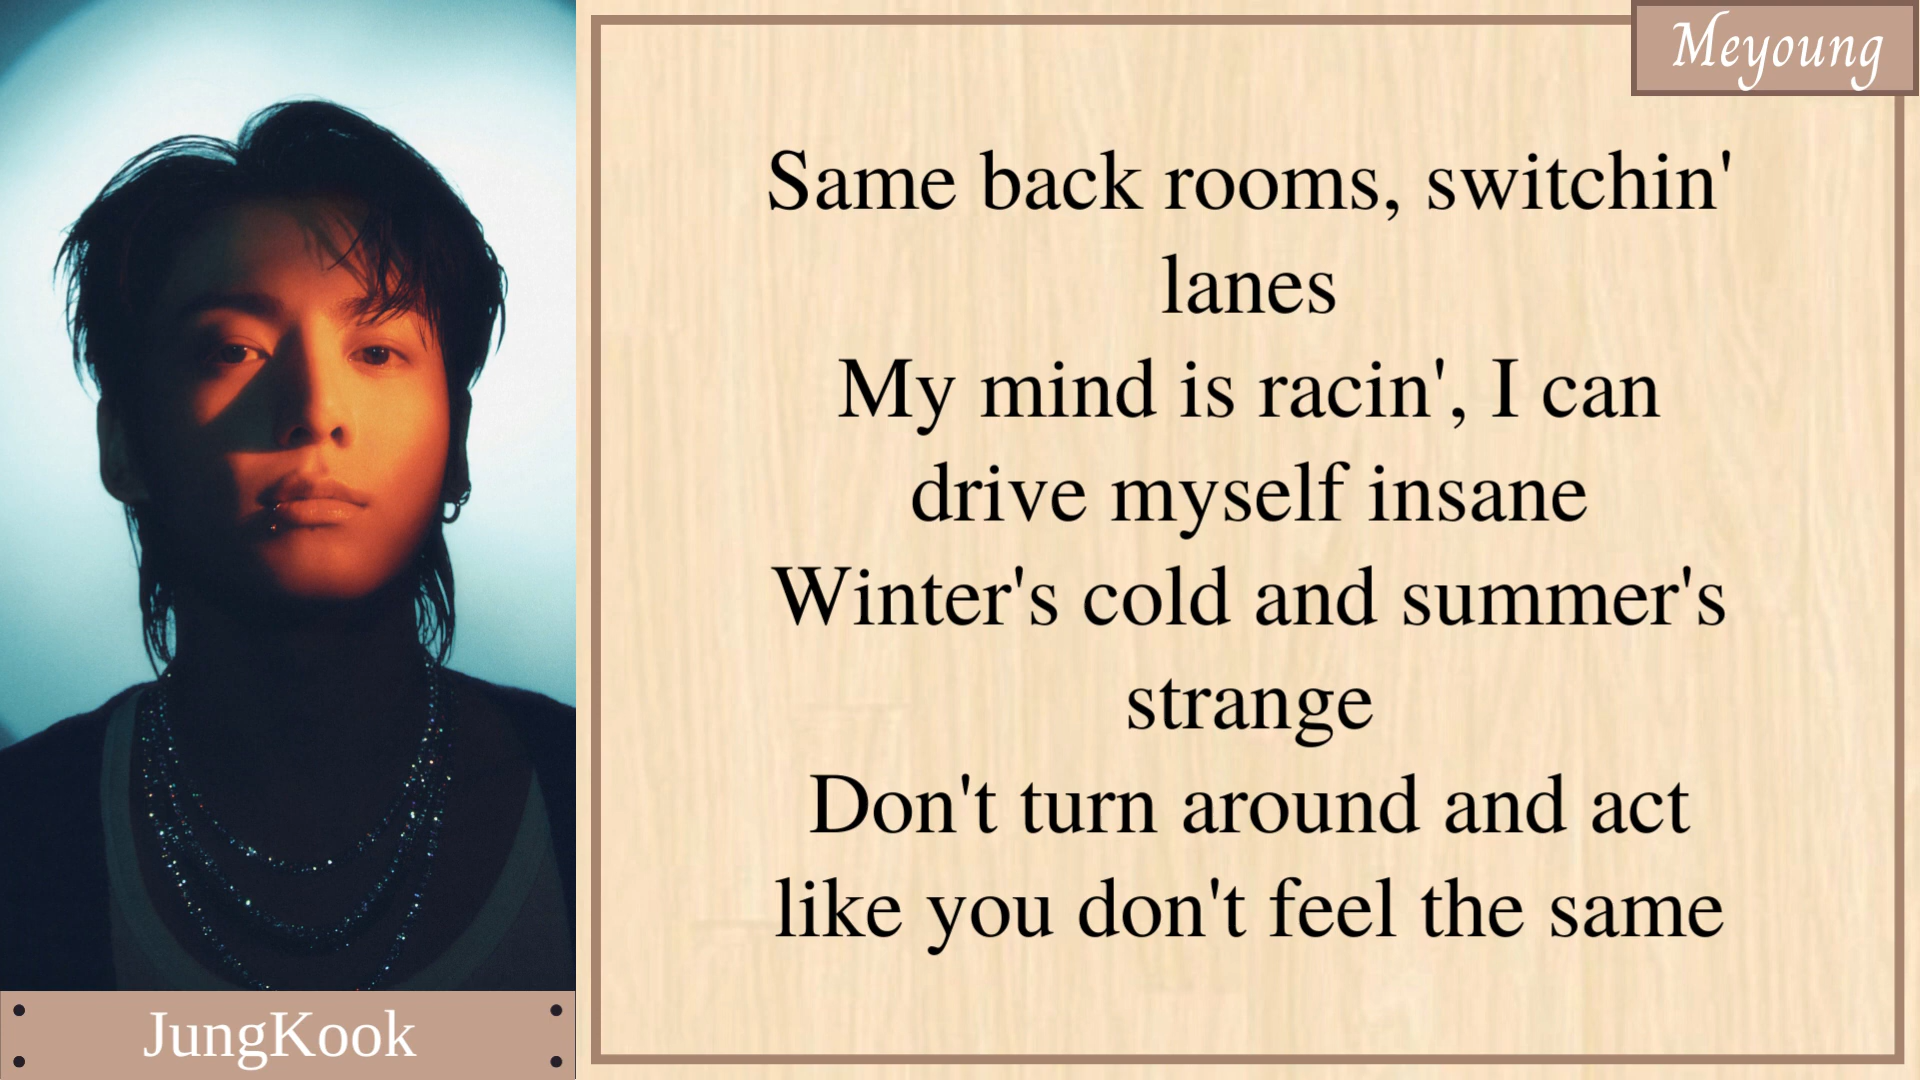 Meyoung
Same back rooms, switchin'
lanes
My mind is racin', I can
drive myself insane
Winter's cold and summer's
strange
Don't turn around and act
like you don't feel the same
JungKook